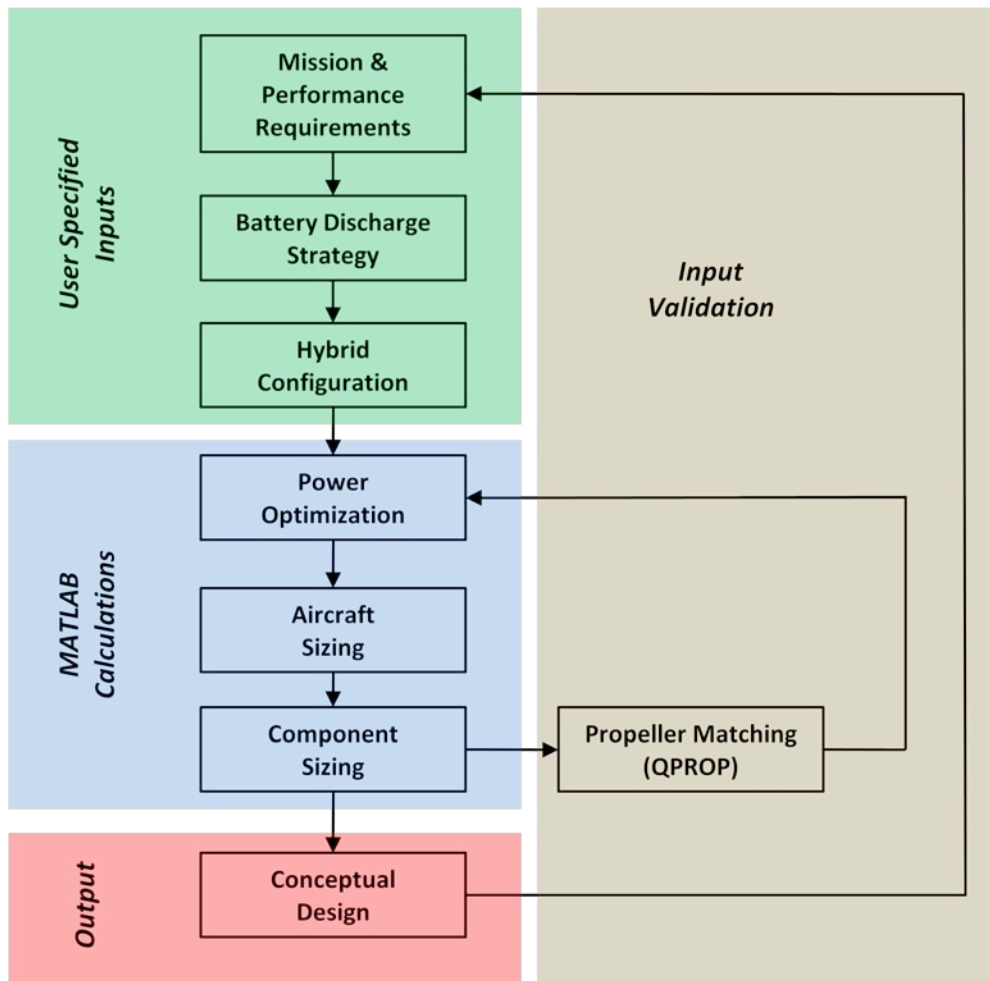 User Specified
Inputs
Mission &
Performance
Requirements
Battery Discharge
Strategy
Hybrid
Configuration
Input
Validation
MATLAB
Calculations
Power
Optimization
Aircraft
Sizing
Component
Sizing
Propeller Matching
(QPROP)
Output
Conceptual
Design